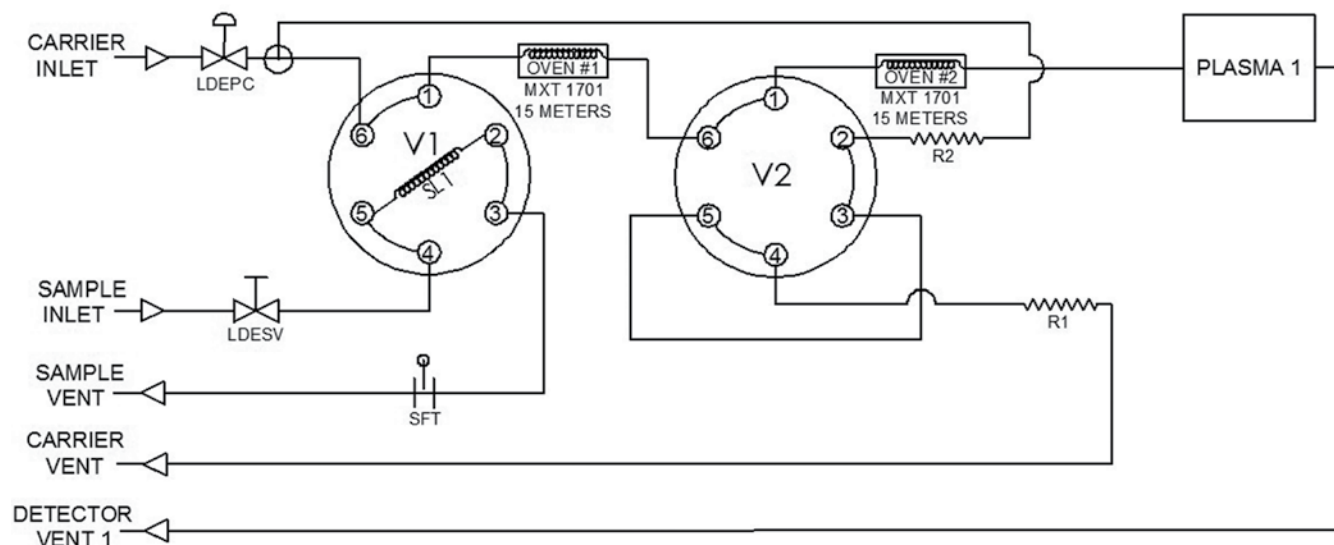 CARRIER
INLET
LDEPC
OVEN #1
MXT 1701
15 METERS
OVEN #2
MXT 1701
15 METERS
PLASMA 1
1
2
3
4
5
6
V1
SL1
1
2
3
4
5
6
V2
R2
R1
SAMPLE
INLET
LDESV
SAMPLE
VENT
SFT
CARRIER
VENT
DETECTOR
VENT 1